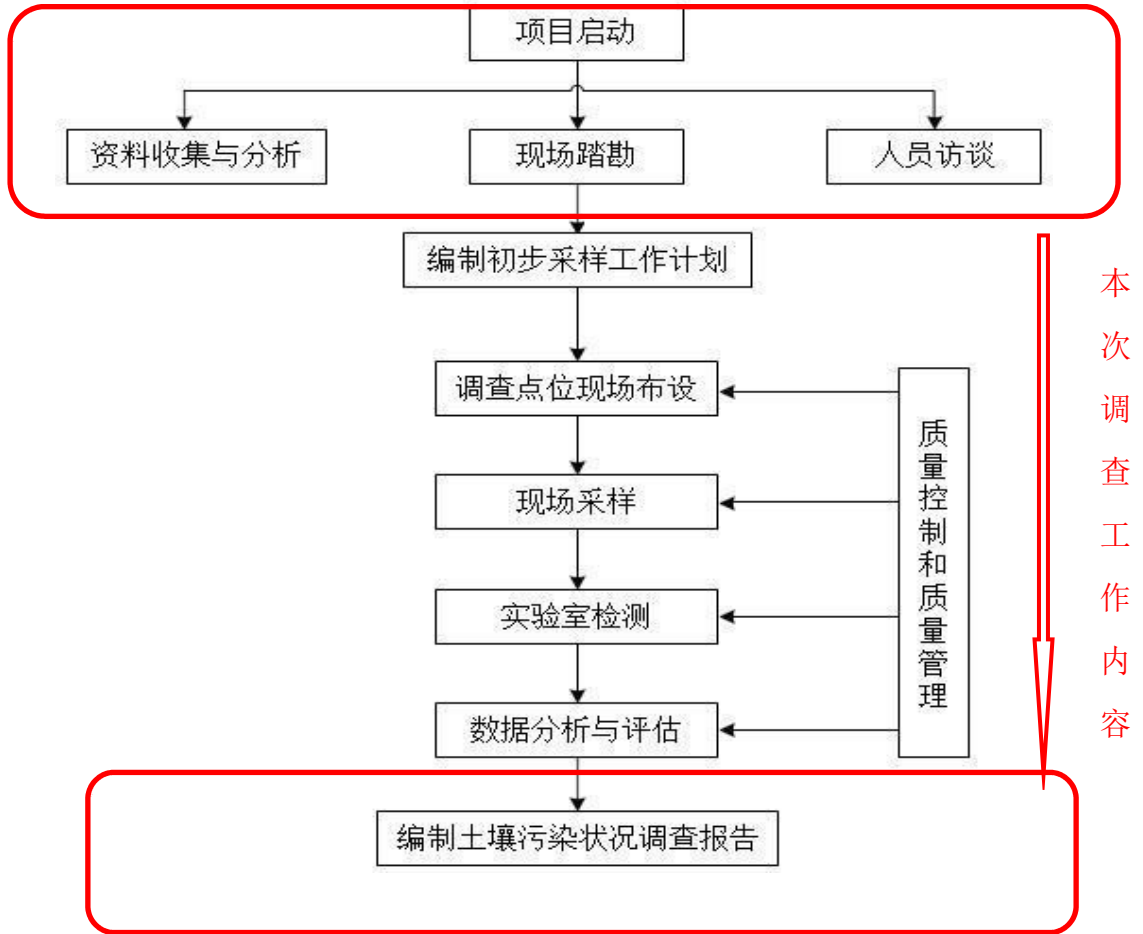 项目启动
资料收集与分析
现场踏勘
人员访谈
编制初步采样工作计划
调查点位现场布设
现场采样
实验室检测
数据分析与评估
质量控制和质量管理
编制土壤污染状况调查报告
本次调查工作内容